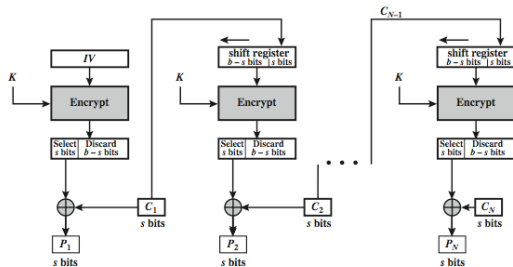 C_{N–1}
shift register
b – s bits | s bits
shift register
b – s bits | s bits
IV
K
K
K
Encrypt
Encrypt
Encrypt
Select s bits
Discard b – s bits
Select s bits
Discard b – s bits
Select s bits
Discard b – s bits
C_1
C_2
C_N
s bits
s bits
s bits
P_1
P_2
P_N
s bits
s bits
s bits